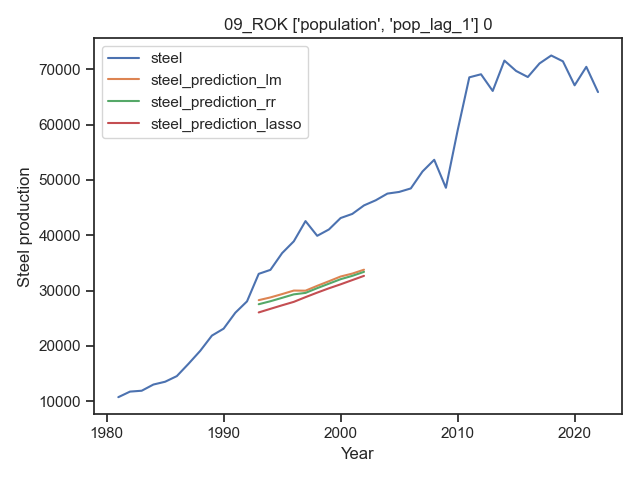 09_ROK ['population', 'pop_lag_1'] 0
steel
steel_prediction_lm
steel_prediction_rr
steel_prediction_lasso
Steel production
70000
60000
50000
40000
30000
20000
10000
1980
1990
2000
2010
2020
Year